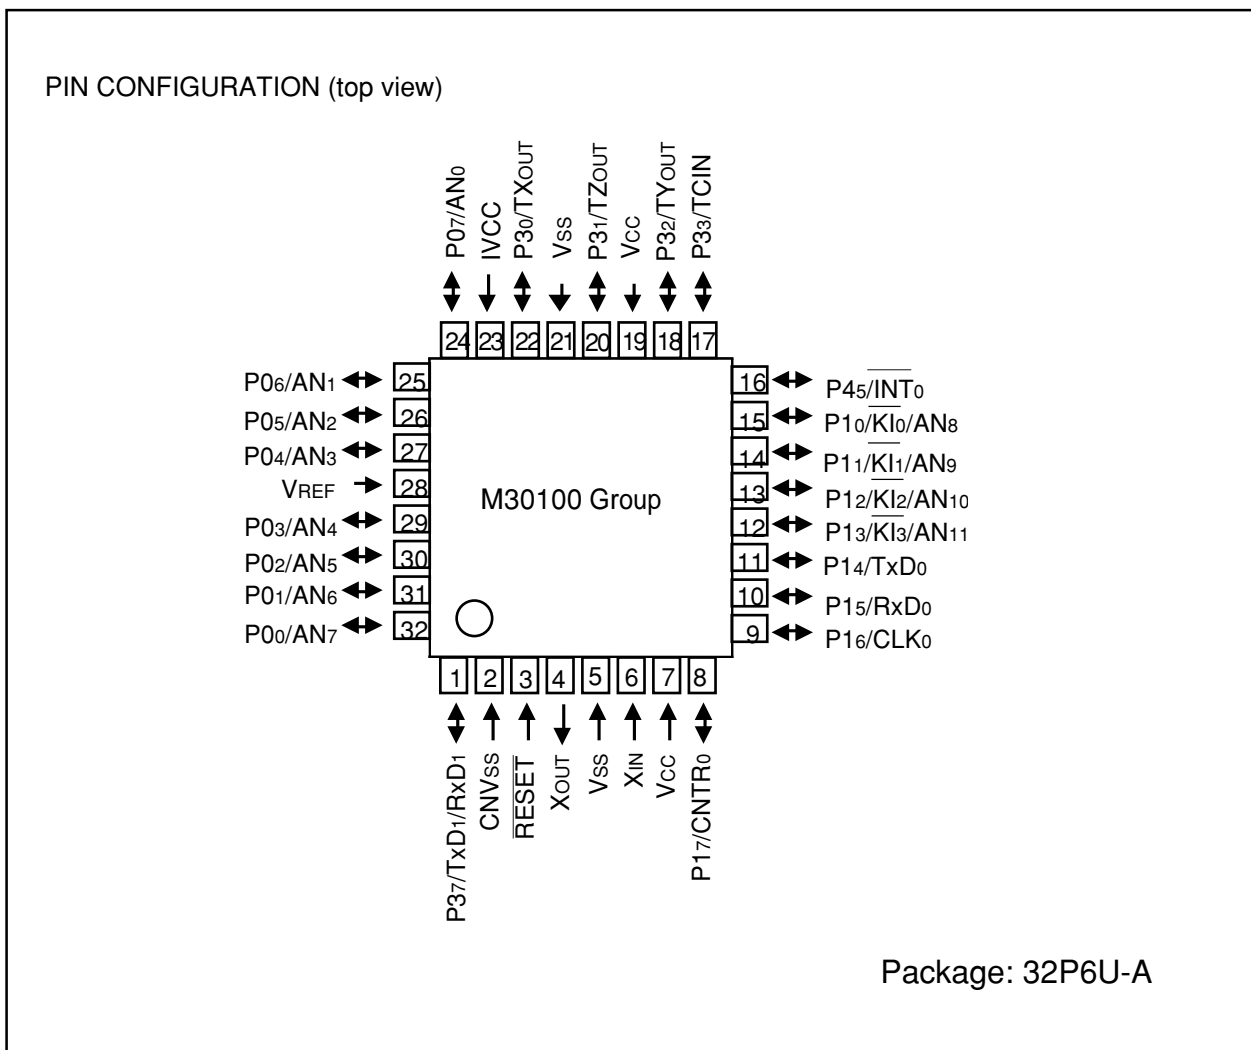 PIN CONFIGURATION (top view)
P07/AN0
IVCC
P30/TXOUT
VSS
P31/TZOUT
VCC
P32/TYOUT
P33/TCIN
24 23 22 21 20 19 18 17
P06/AN1 25
P05/AN2 26
P04/AN3 27
VREF 28
P03/AN4 29
P02/AN5 30
P01/AN6 31
P00/AN7 32
M30100 Group
16 P45/INT0
15 P10/KI0/AN8
14 P11/KI1/AN9
13 P12/KI2/AN10
12 P13/KI3/AN11
11 P14/TxD0
10 P15/RxD0
9 P16/CLK0
1 2 3 4 5 6 7 8
P37/TxD1/RxD1
CNVSS
RESET
XOUT
VSS
XIN
VCC
P17/CNTR0
Package: 32P6U-A